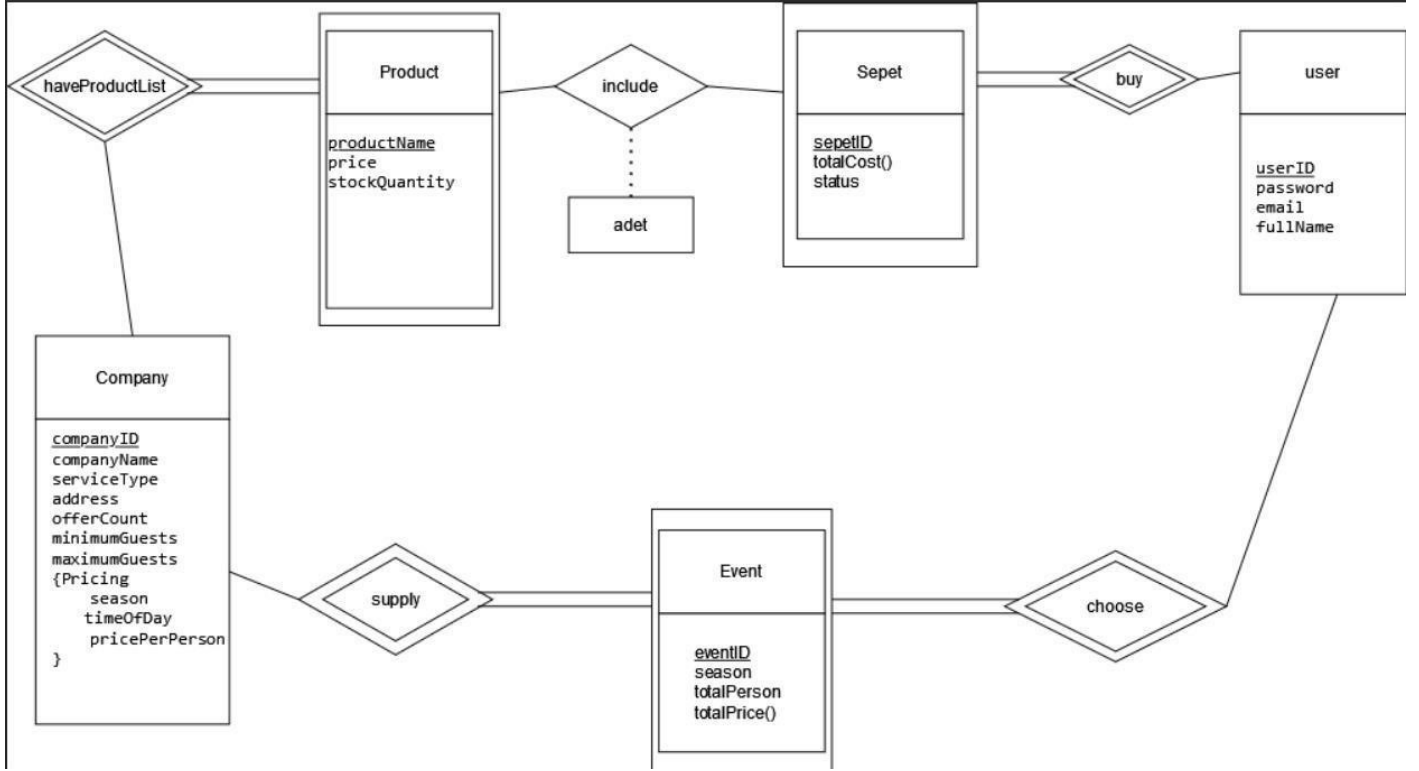 haveProductList
Product
productName
price
stockQuantity
include
adet
Sepet
sepetID
totalCost()
status
buy
user
userID
password
email
fullName
Company
companyID
companyName
serviceType
address
offerCount
minimumGuests
maximumGuests
{Pricing
season
timeOfDay
pricePerPerson
}
supply
Event
eventID
season
totalPerson
totalPrice()
choose